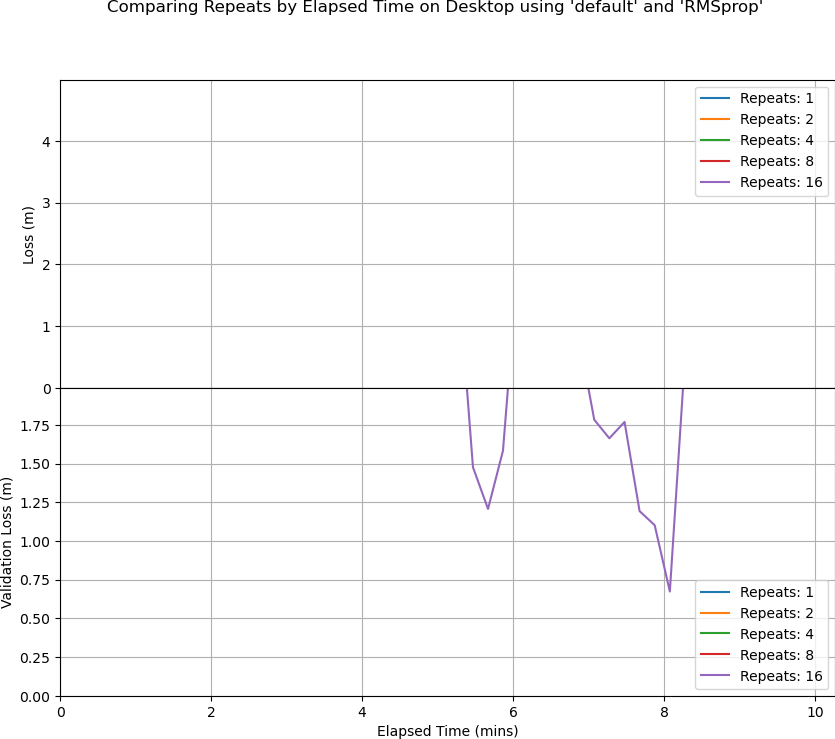 Comparing Repeats by Elapsed Time on Desktop using 'default' and 'RMSprop'
Loss (m)
4
3
2
1
0
Repeats: 1
Repeats: 2
Repeats: 4
Repeats: 8
Repeats: 16
Validation Loss (m)
1.75
1.50
1.25
1.00
0.75
0.50
0.25
0.00
Repeats: 1
Repeats: 2
Repeats: 4
Repeats: 8
Repeats: 16
0 2 4 6 8 10
Elapsed Time (mins)